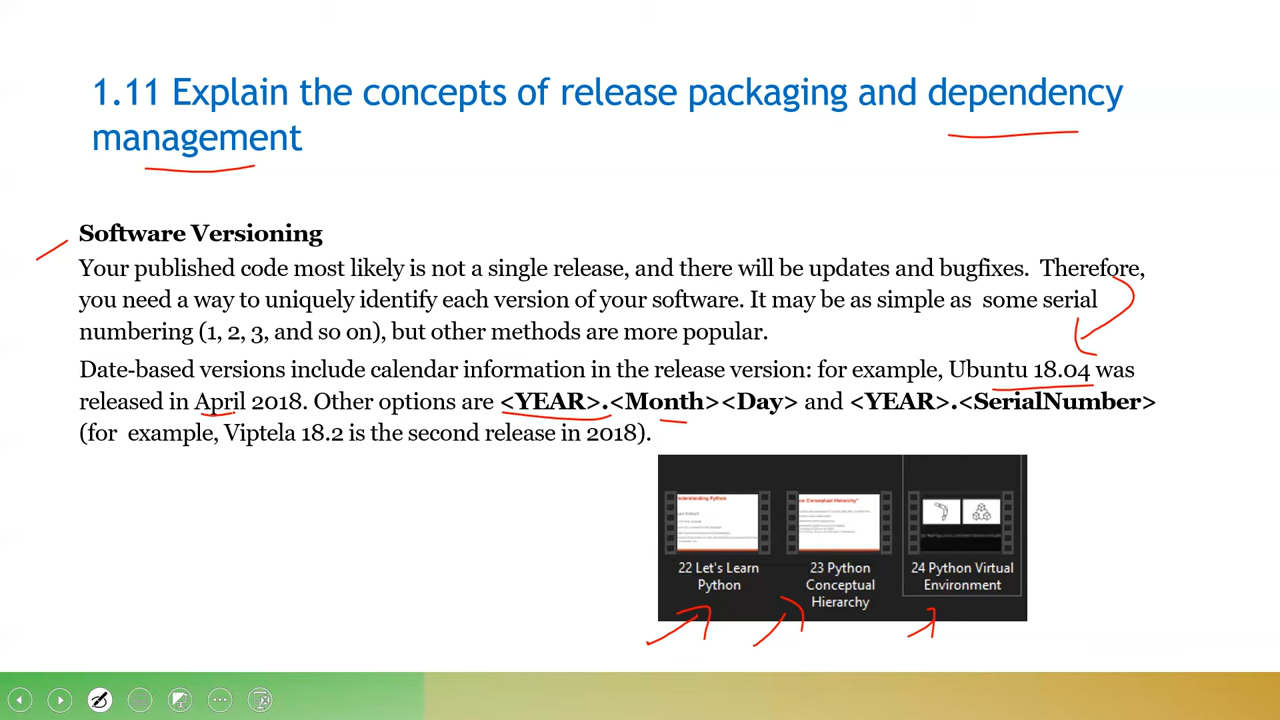 1.11 Explain the concepts of release packaging and dependency
management
Software Versioning
Your published code most likely is not a single release, and there will be updates and bugfixes. Therefore,
you need a way to uniquely identify each version of your software. It may be as simple as some serial
numbering (1, 2, 3, and so on), but other methods are more popular.
Date-based versions include calendar information in the release version: for example, Ubuntu 18.04 was
released in April 2018. Other options are <YEAR>.<Month><Day> and <YEAR>.<SerialNumber>
(for example, Viptela 18.2 is the second release in 2018).
22 Let's Learn
Python
23 Python
Conceptual
Hierarchy
24 Python Virtual
Environment